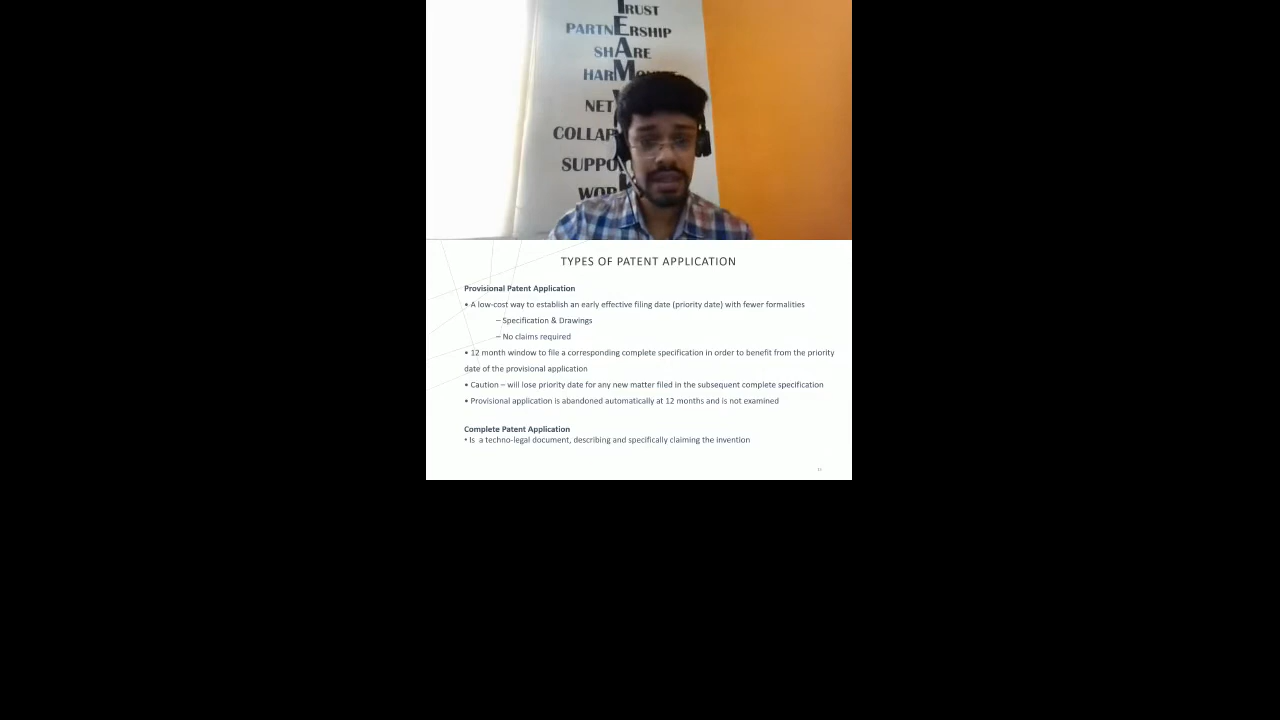 TRUST
PARTNERSHIP
SHARE
HARMO
NET
COLLAP
SUPPO
WOR
TYPES OF PATENT APPLICATION
Provisional Patent Application
• A low-cost way to establish an early effective filing date (priority date) with fewer formalities
– Specification & Drawings
– No claims required
• 12 month window to file a corresponding complete specification in order to benefit from the priority
date of the provisional application
• Caution – will lose priority date for any new matter filed in the subsequent complete specification
• Provisional application is abandoned automatically at 12 months and is not examined
Complete Patent Application
• Is a techno-legal document, describing and specifically claiming the invention